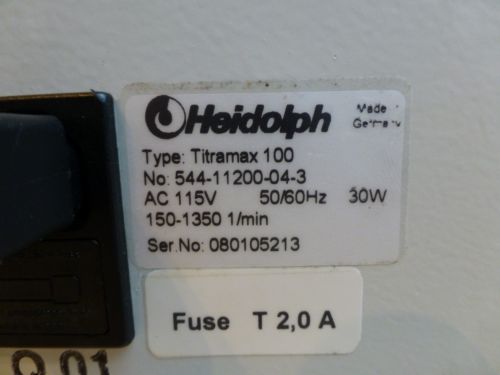 Heidolph
Made
Germany
Type: Titramax 100
No: 544-11200-04-3
AC 115V 50/60Hz 30W
150-1350 1/min
Ser.No: 080105213
Fuse T 2,0 A